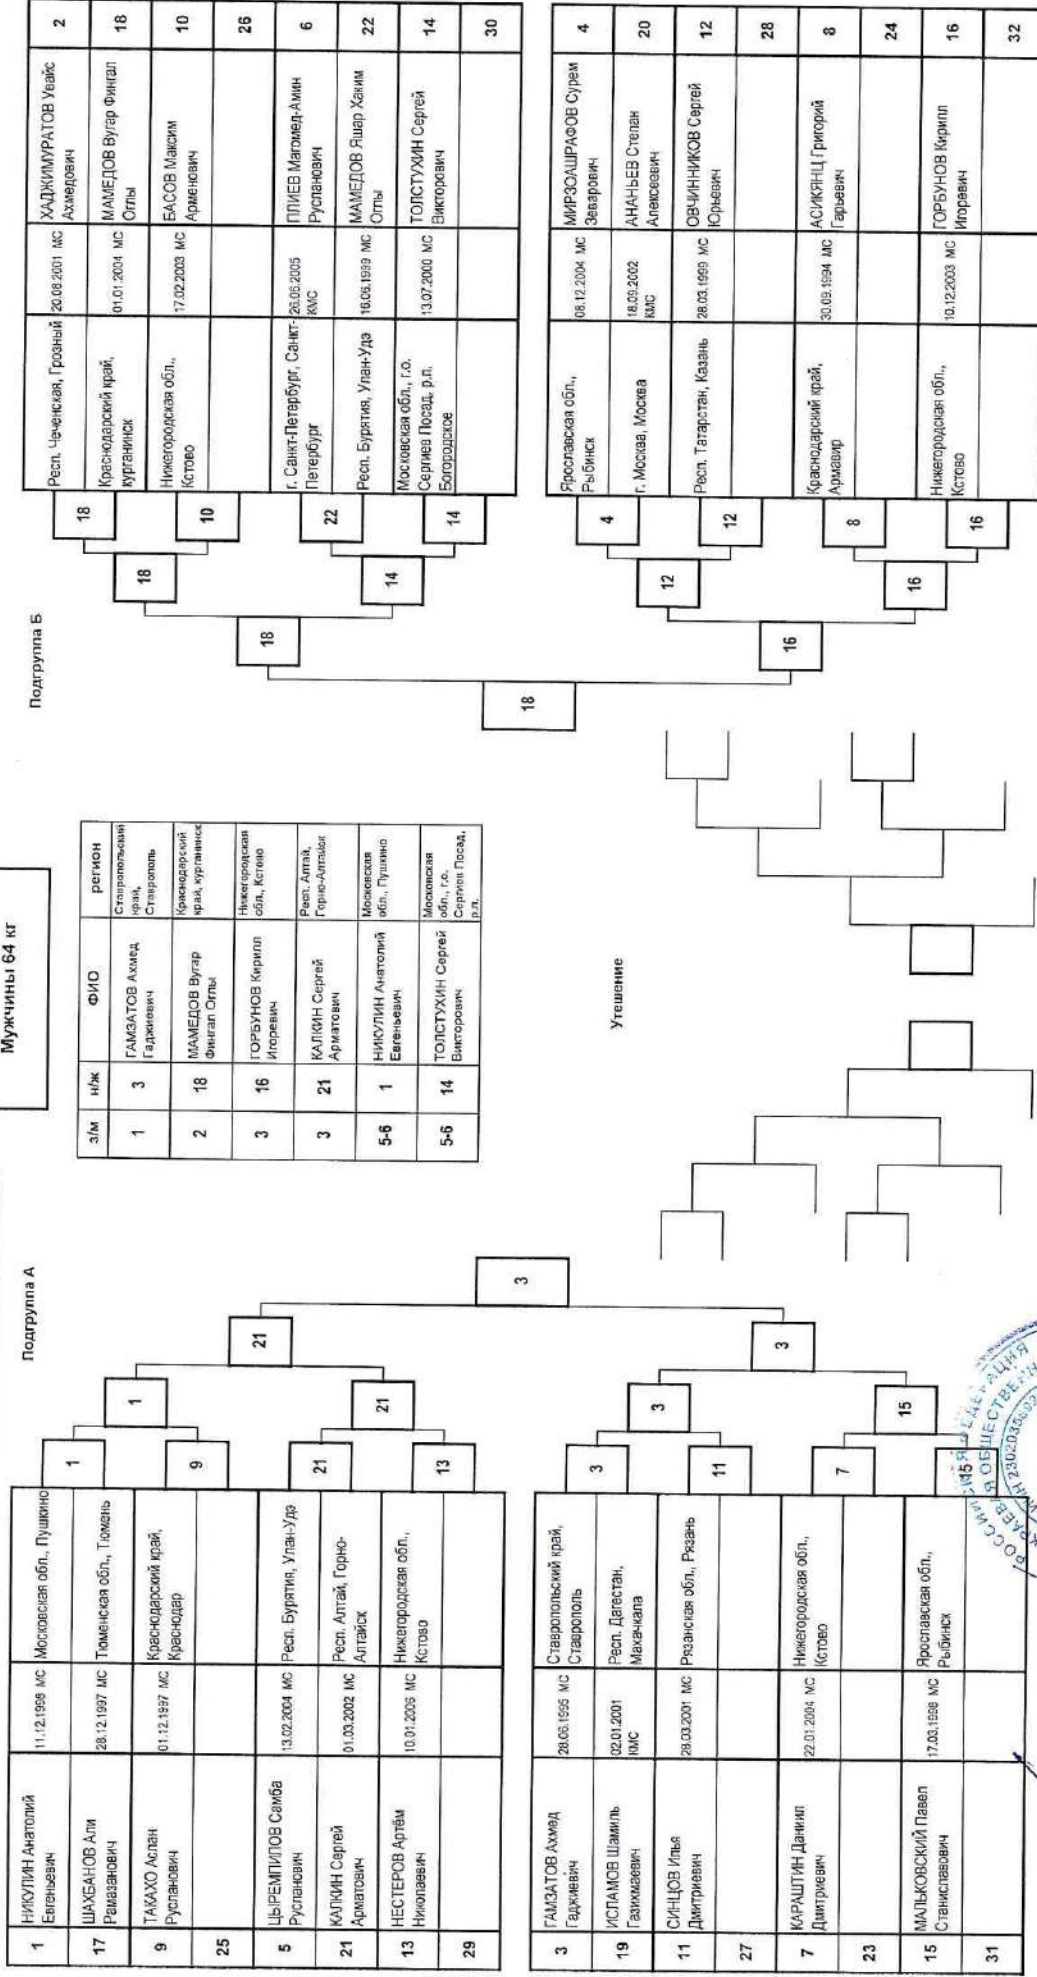 Мужчины 64 кг
Подгруппа А
1
НИКУЛИН Анатолий
Евгеньевич
11.12.1998 МС
Московская обл., Пушкино
17
ШАХБАНОВ Али
Рамазанович
28.12.1997 МС
Тюменская обл., Тюмень
9
ТАКАХО Аслан
Русланович
01.12.1997 МС
Краснодарский край,
Краснодар
25
5
ЦЫРЕМПИЛОВ Самба
Русланович
13.02.2004 МС
Респ. Бурятия, Улан-Удэ
21
КАЛКИН Сергей
Арматович
01.03.2002 МС
Респ. Алтай, Горно-
Алтайск
13
НЕСТЕРОВ Артём
Николаевич
10.01.2006 МС
Нижегородская обл.,
Кстово
29
3
ГАМЗАТОВ Ахмед
Гаджиевич
28.06.1995 МС
Ставропольский край,
Ставрополь
19
ИСЛАМОВ Шамиль
Газихмаевич
02.01.2001
КМС
Респ. Дагестан,
Махачкала
11
СИНЦОВ Илья
Дмитриевич
28.03.2001 МС
Рязанская обл., Рязань
27
7
КАРАШТИН Даниил
Дмитриевич
22.01.2004 МС
Нижегородская обл.,
Кстово
23
15
МАЛЬКОВСКИЙ Павел
Станиславович
17.03.1998 МС
Ярославская обл.,
Рыбинск
31
1
9
21
13
3
11
7
15
1
21
3
15
21
3
3
з/м н/ж ФИО регион
1 3 ГАМЗАТОВ Ахмед
Гаджиевич
Ставропольский
край,
Ставрополь
2 18 МАМЕДОВ Вугар
Фингал Оглы
Краснодарский
край, курганинск
3 16 ГОРБУНОВ Кирилл
Игоревич
Нижегородская
обл., Кстово
3 21 КАЛКИН Сергей
Арматович
Респ. Алтай,
Горно-Алтайск
5-6 1 НИКУЛИН Анатолий
Евгеньевич
Московская
обл., Пушкино
5-6 14 ТОЛСТУХИН Сергей
Викторович
Московская
обл., г.о.
Сергиев Посад,
р.п.
Утешение
Подгруппа Б
18
18
16
18
14
12
16
18
10
22
14
4
12
8
16
Респ. Чеченская, Грозный
20.08.2001 МС
ХАДЖИМУРАТОВ Увайс
Ахмедович
2
Краснодарский край,
курганинск
01.01.2004 МС
МАМЕДОВ Вугар Фингал
Оглы
18
Нижегородская обл.,
Кстово
17.02.2003 МС
БАСОВ Максим
Арменович
10
26
г. Санкт-Петербург, Санкт-
Петербург
26.06.2005
КМС
ПЛИЕВ Магомед-Амин
Русланович
6
Респ. Бурятия, Улан-Удэ
16.06.1999 МС
МАМЕДОВ Яшар Хаким
Оглы
22
Московская обл., г.о.
Сергиев Посад, р.п.
Богородское
13.07.2000 МС
ТОЛСТУХИН Сергей
Викторович
14
30
Ярославская обл.,
Рыбинск
08.12.2004 МС
МИРЗОАШРАФОВ Сурем
Зеварович
4
г. Москва, Москва
18.09.2002
КМС
АНАНЬЕВ Степан
Алексеевич
20
Респ. Татарстан, Казань
28.03.1999 МС
ОВЧИННИКОВ Сергей
Юрьевич
12
28
Краснодарский край,
Армавир
30.09.1994 МС
АСИКЯНЦ Григорий
Гарьевич
8
24
Нижегородская обл.,
Кстово
10.12.2003 МС
ГОРБУНОВ Кирилл
Игоревич
16
32